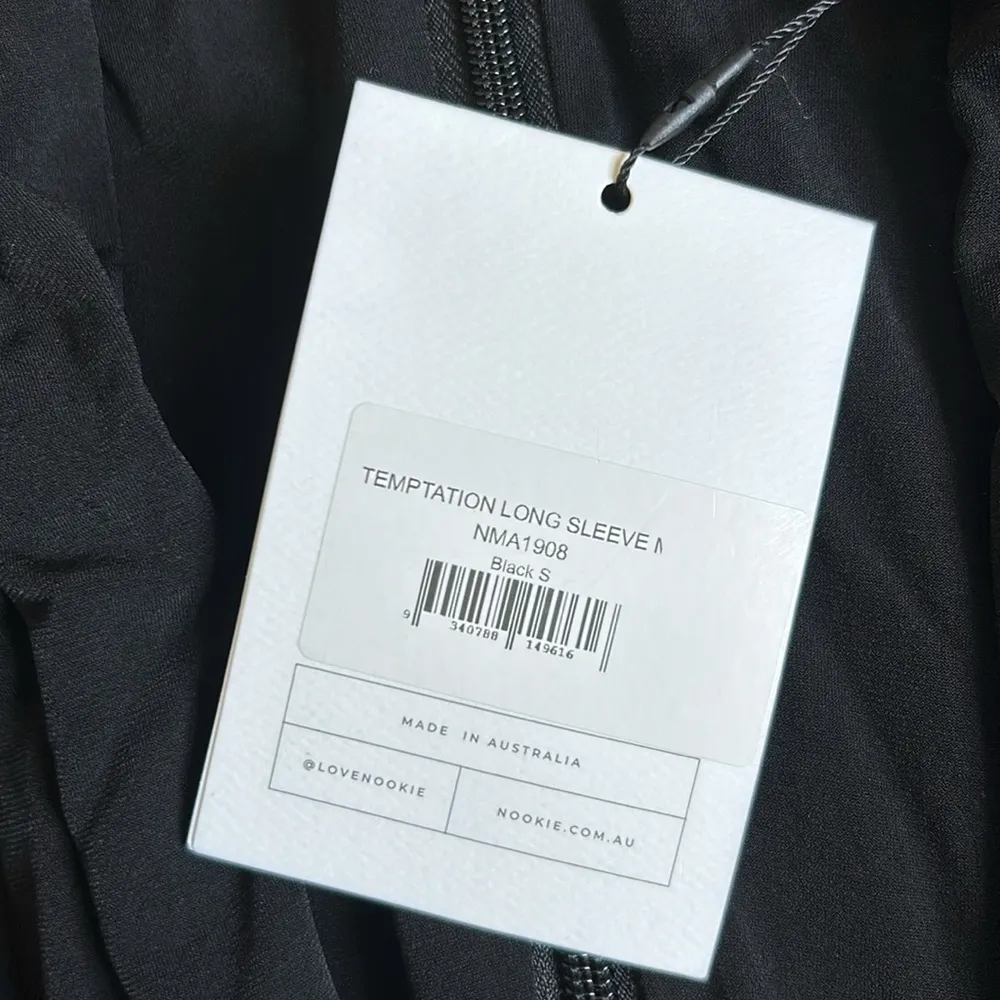 TEMPTATION LONG SLEEVE
NMA1908
Black S
9 340788 149616
MADE IN AUSTRALIA
@LOVENOOKIE
NOOKIE.COM.AU